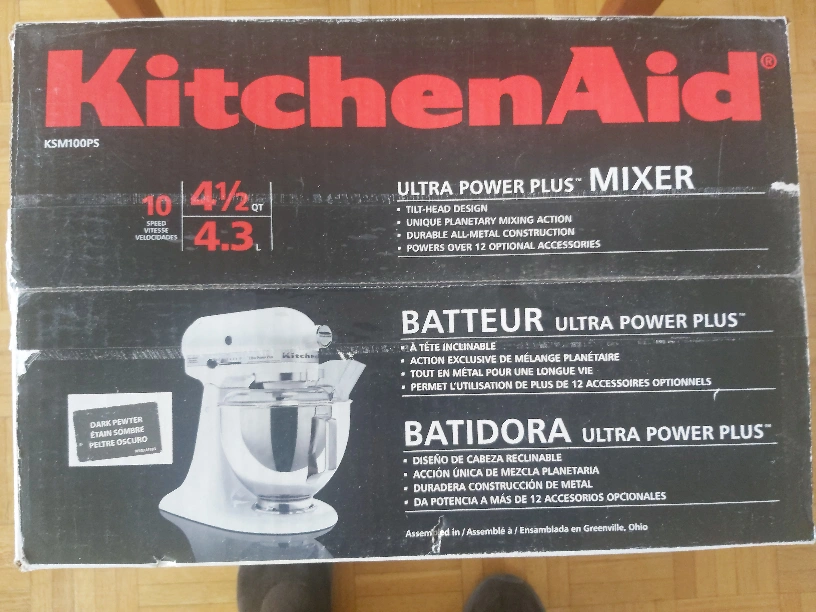 KitchenAid®
KSM100PS
10
SPEED
VITESSE
VELOCIDADES
4½ QT
4.3 L
ULTRA POWER PLUS™ MIXER
• TILT-HEAD DESIGN
• UNIQUE PLANETARY MIXING ACTION
• DURABLE ALL-METAL CONSTRUCTION
• POWERS OVER 12 OPTIONAL ACCESSORIES
BATTEUR ULTRA POWER PLUS™
• À TÊTE INCLINABLE
• ACTION EXCLUSIVE DE MÉLANGE PLANÉTAIRE
• TOUT EN MÉTAL POUR UNE LONGUE VIE
• PERMET L'UTILISATION DE PLUS DE 12 ACCESSOIRES OPTIONNELS
KitchenA
DARK PEWTER
ÉTAIN SOMBRE
PELTRE OSCURO
BATIDORA ULTRA POWER PLUS™
• DISEÑO DE CABEZA RECLINABLE
• ACCIÓN ÚNICA DE MEZCLA PLANETARIA
• DURADERA CONSTRUCCIÓN DE METAL
• DA POTENCIA A MÁS DE 12 ACCESORIOS OPCIONALES
Assembled in / Assemblé à / Ensamblada en Greenville, Ohio